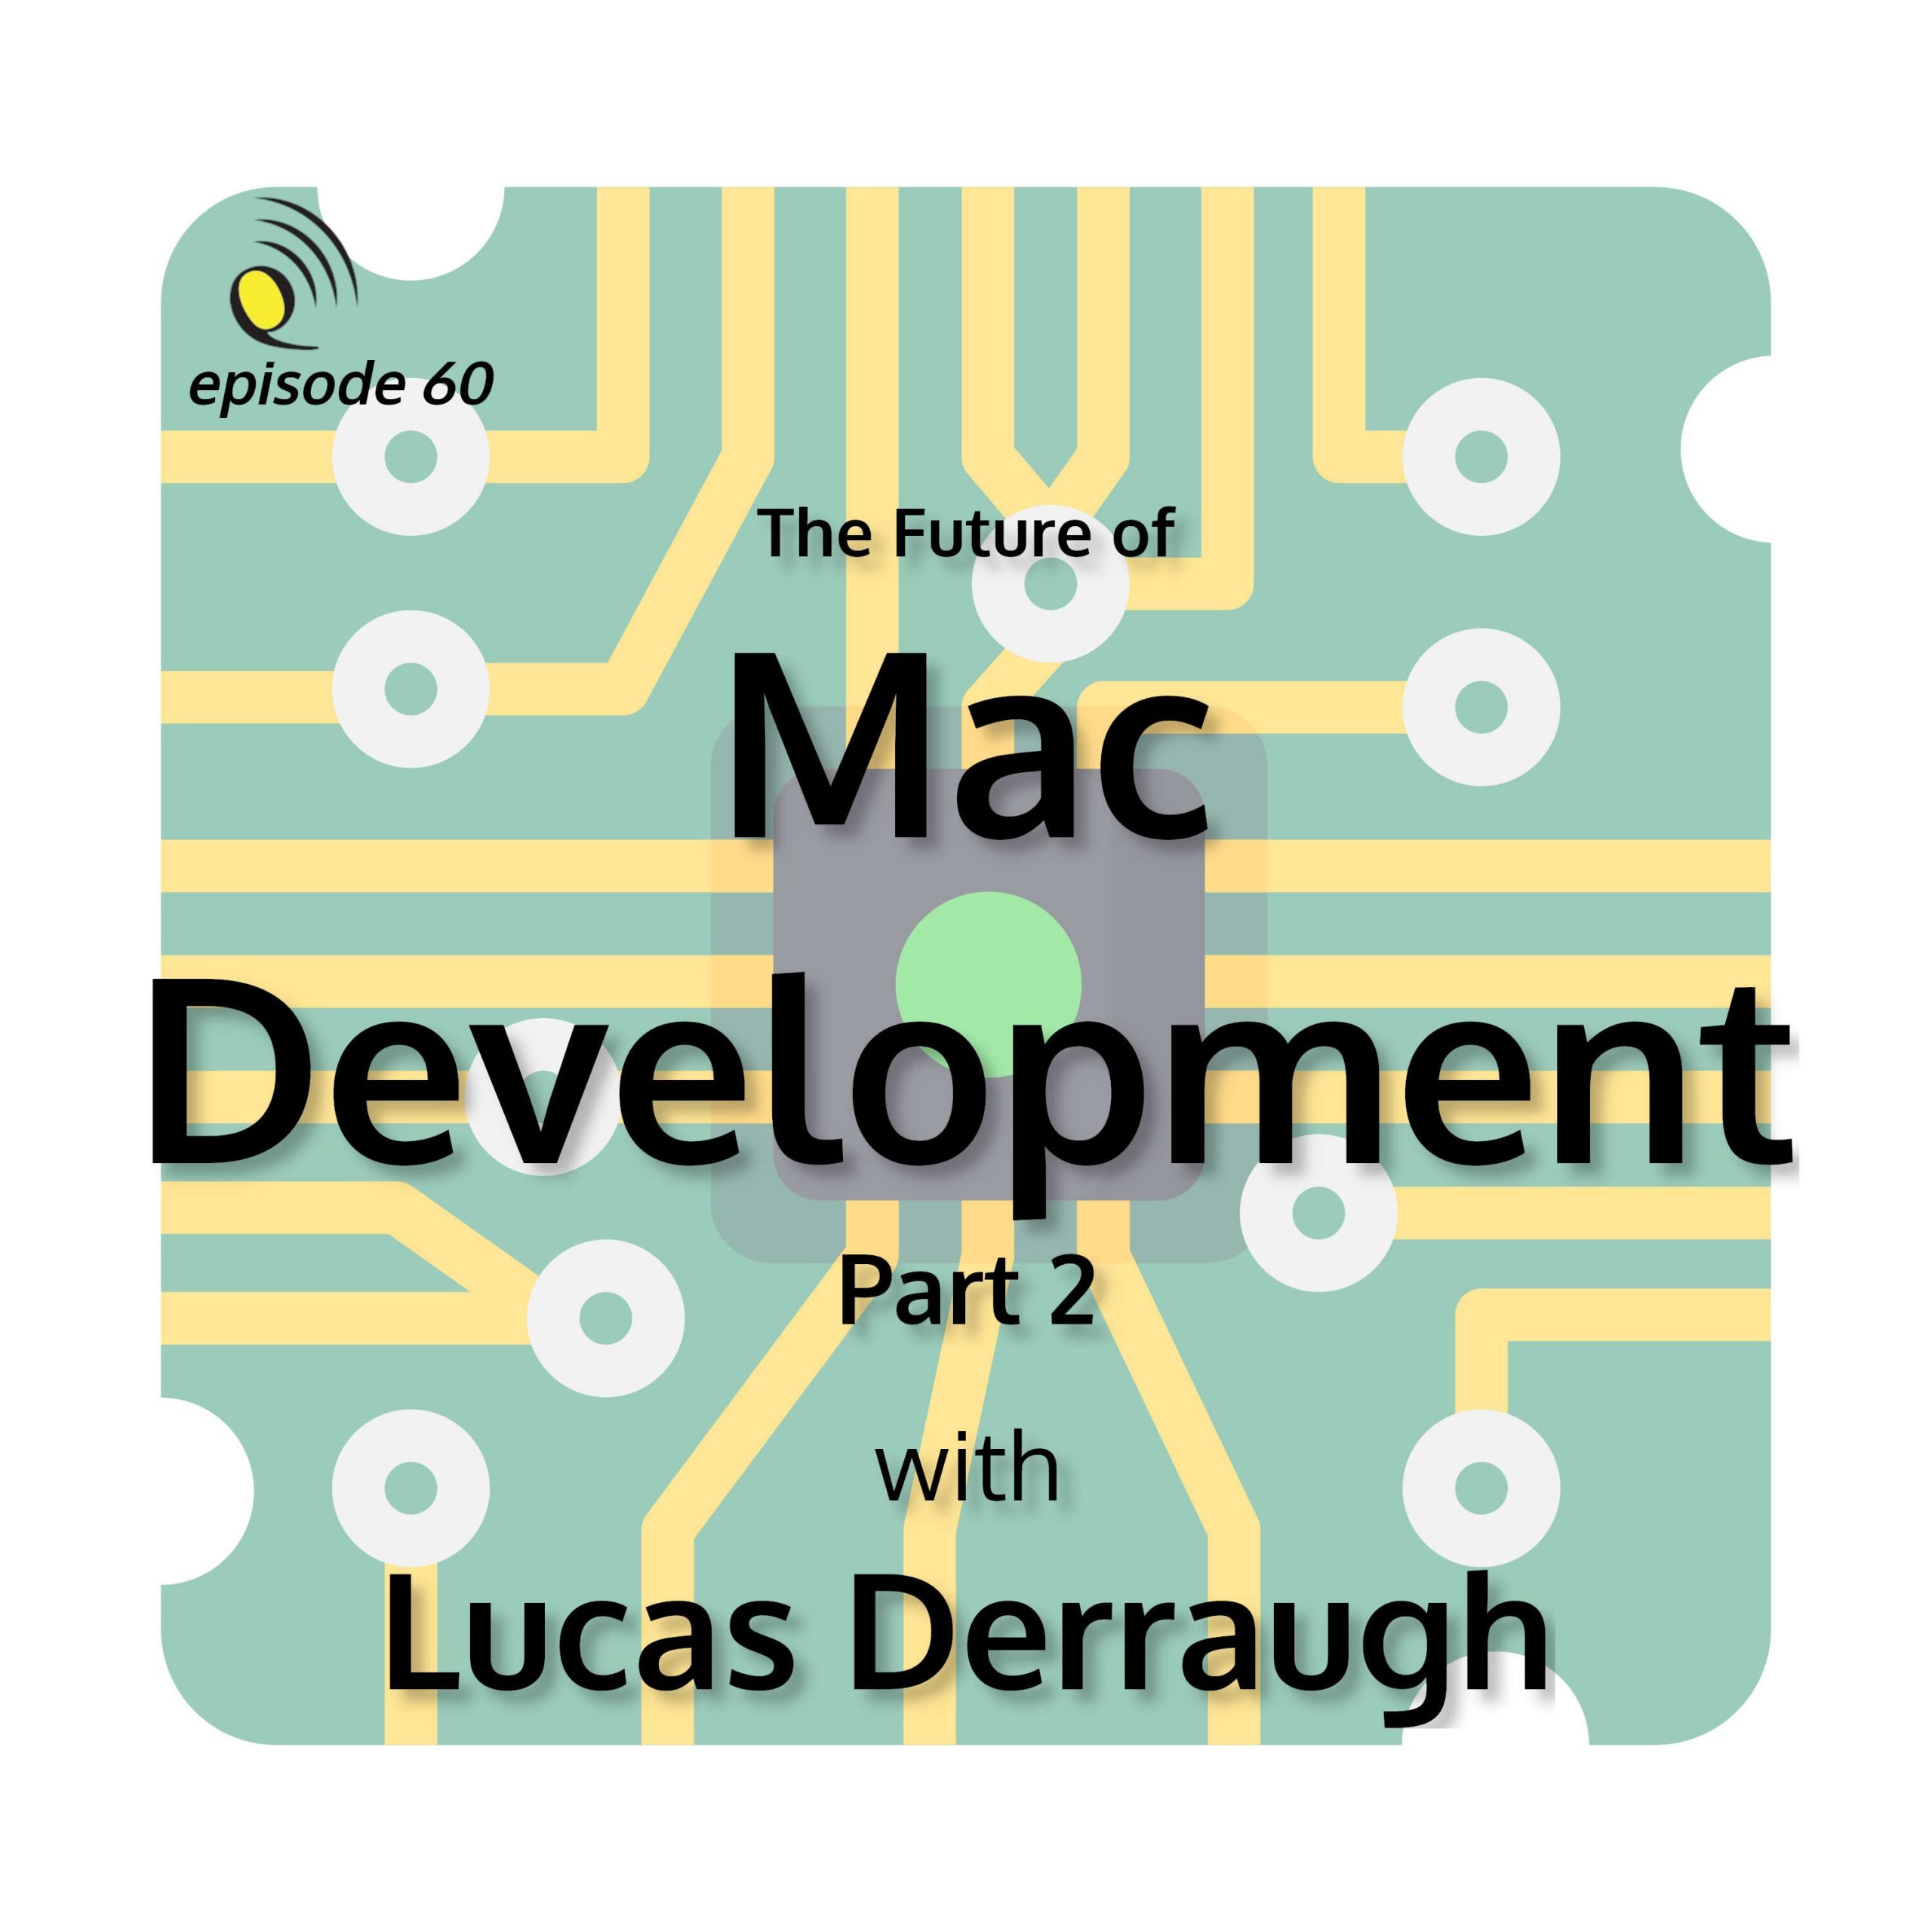 episode 60
The Future of
Mac
Development
Part 2
with
Lucas Derraugh